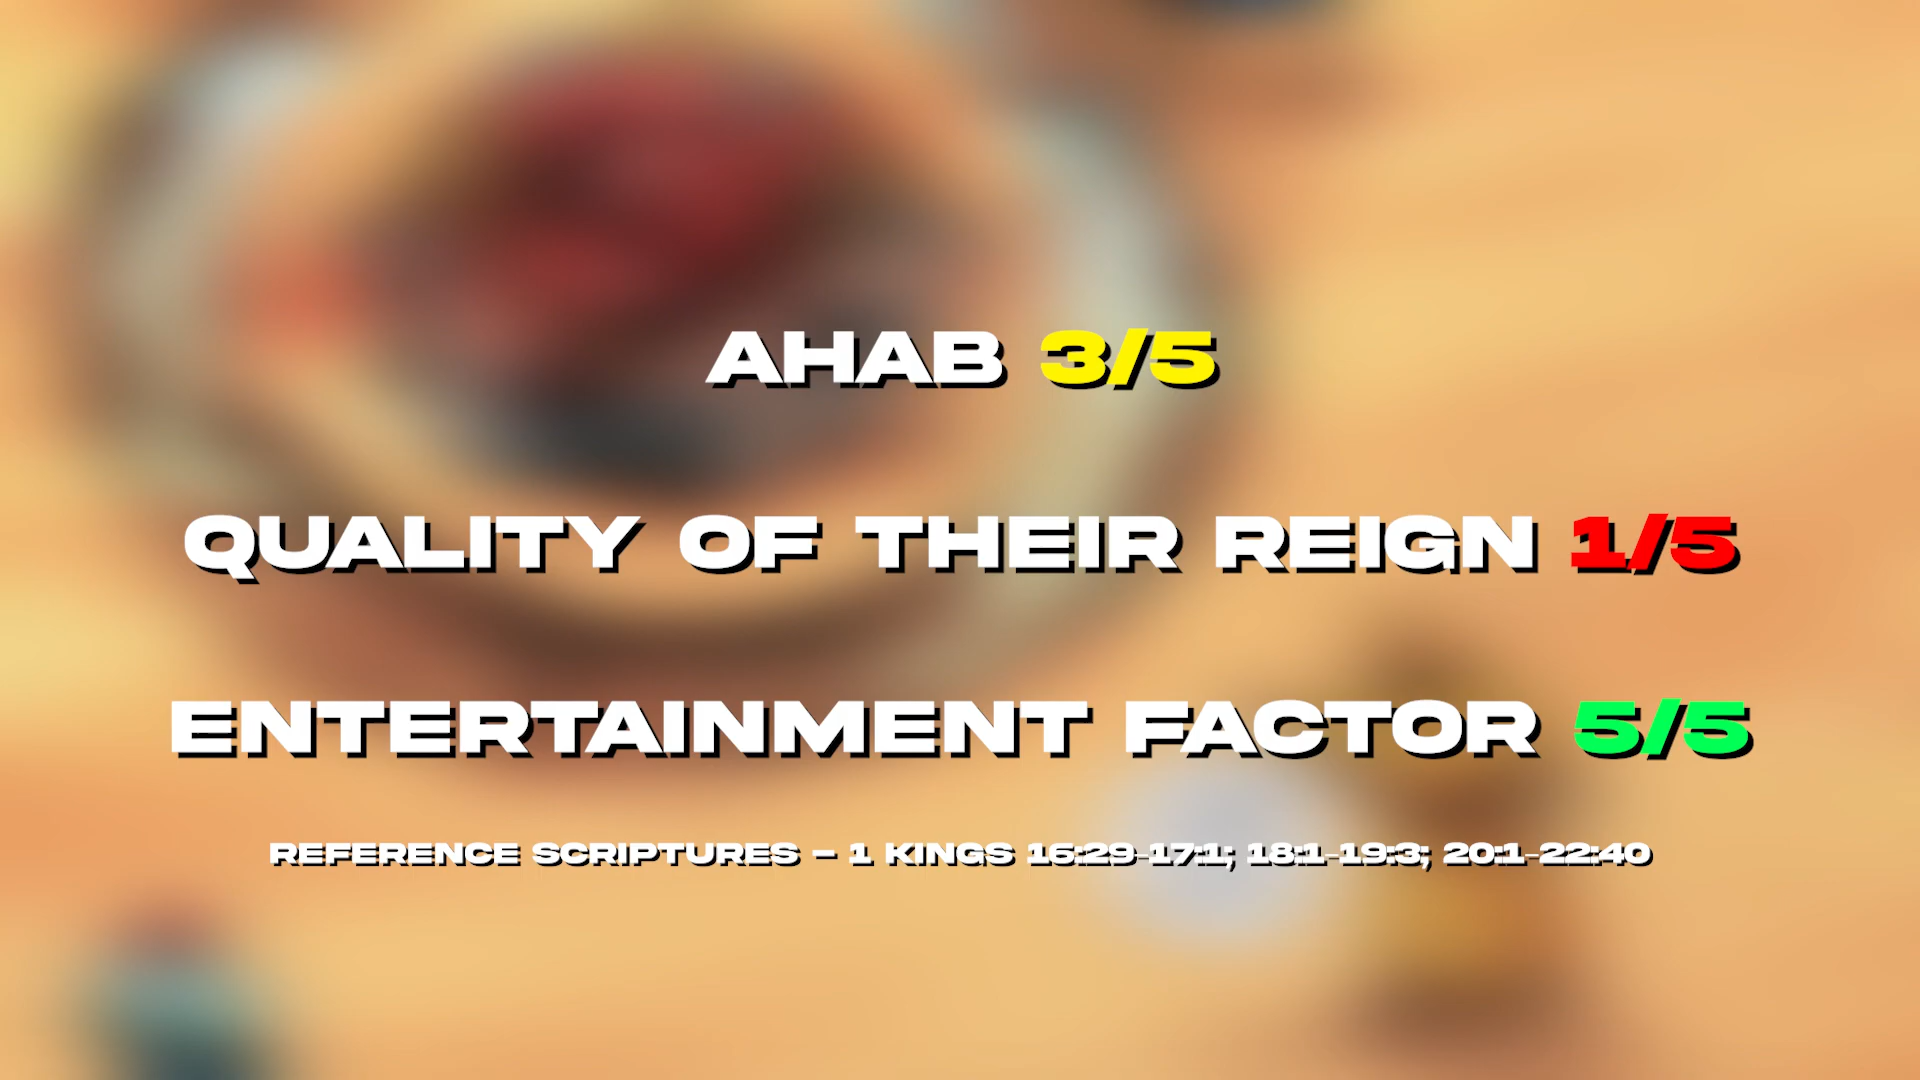 AHAB 3/5
QUALITY OF THEIR REIGN 1/5
ENTERTAINMENT FACTOR 5/5
REFERENCE SCRIPTURES – 1 KINGS 16:29-17:1; 18:1-19:3; 20:1-22:40